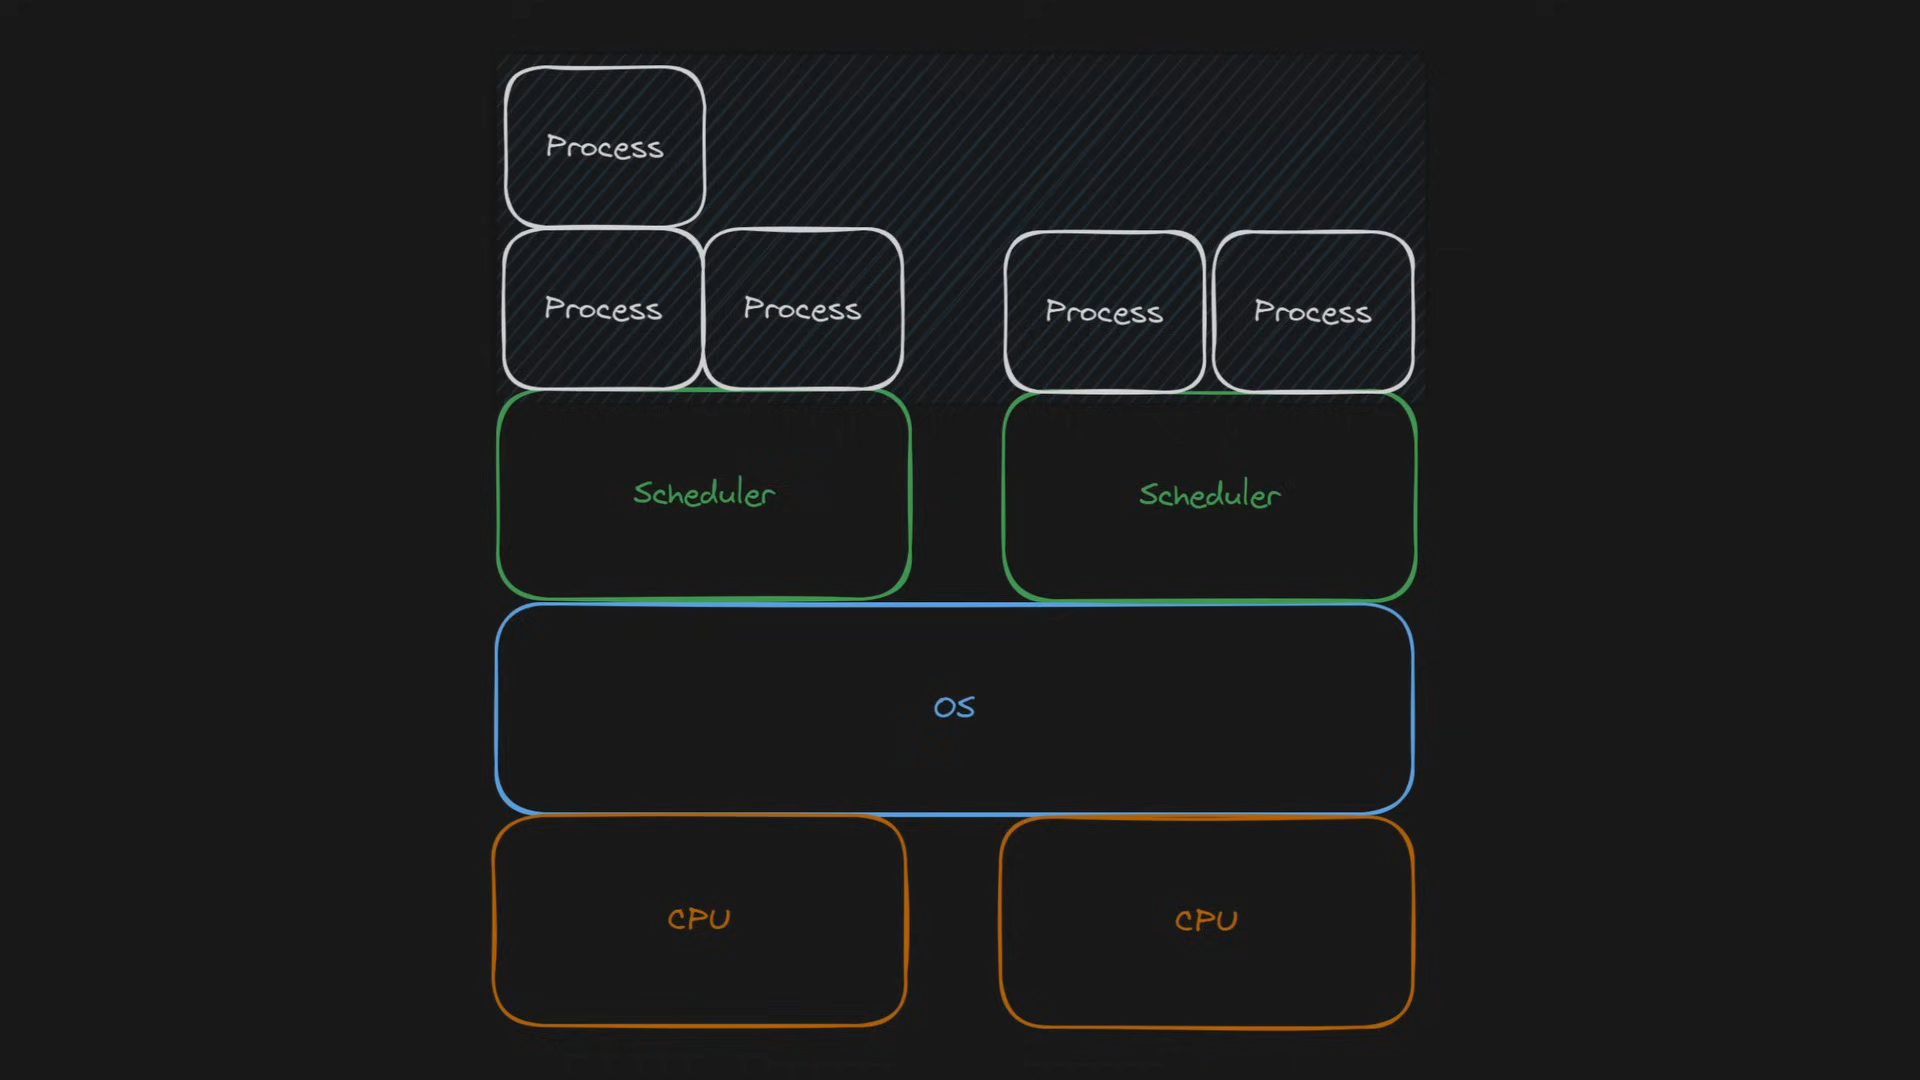 Process
Process
Process
Process
Process
Scheduler
Scheduler
OS
CPU
CPU